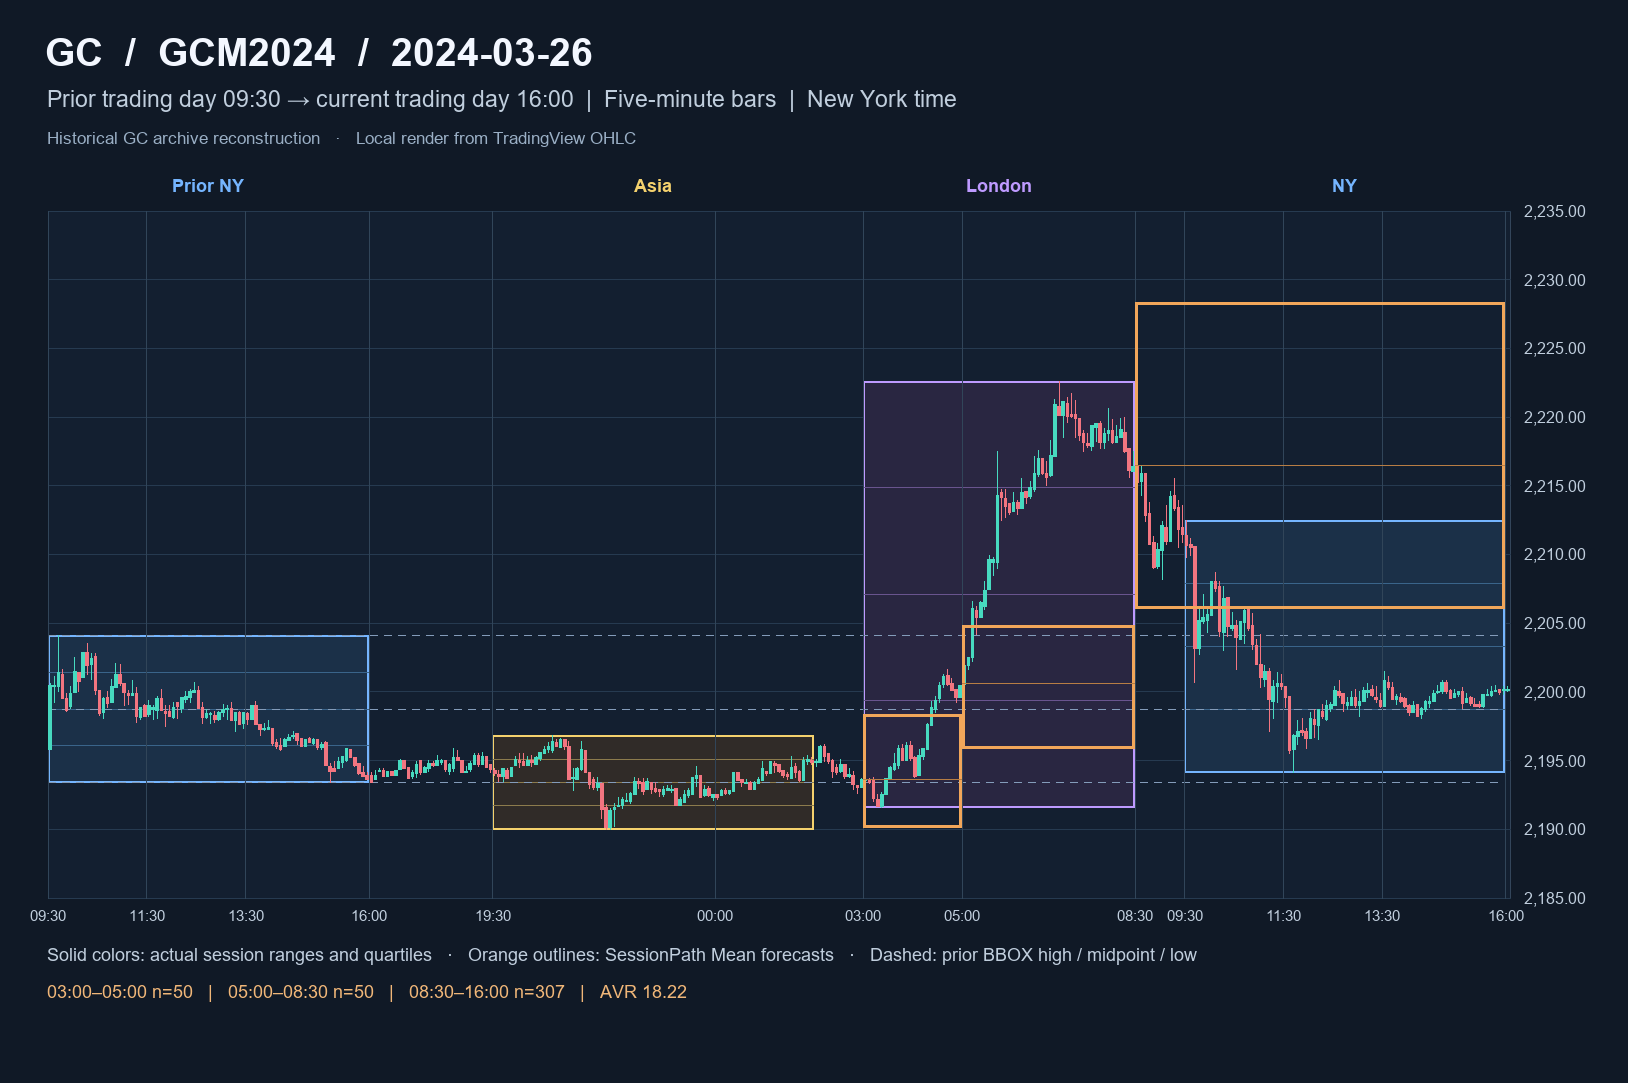 GC / GCM2024 / 2024-03-26
Prior trading day 09:30 → current trading day 16:00 | Five-minute bars | New York time
Historical GC archive reconstruction · Local render from TradingView OHLC
Prior NY Asia London NY
2,235.00
2,230.00
2,225.00
2,220.00
2,215.00
2,210.00
2,205.00
2,200.00
2,195.00
2,190.00
2,185.00
09:30 11:30 13:30 16:00 19:30 00:00 03:00 05:00 08:30 09:30 11:30 13:30 16:00
Solid colors: actual session ranges and quartiles · Orange outlines: SessionPath Mean forecasts · Dashed: prior BBOX high / midpoint / low
03:00–05:00 n=50 | 05:00–08:30 n=50 | 08:30–16:00 n=307 | AVR 18.22